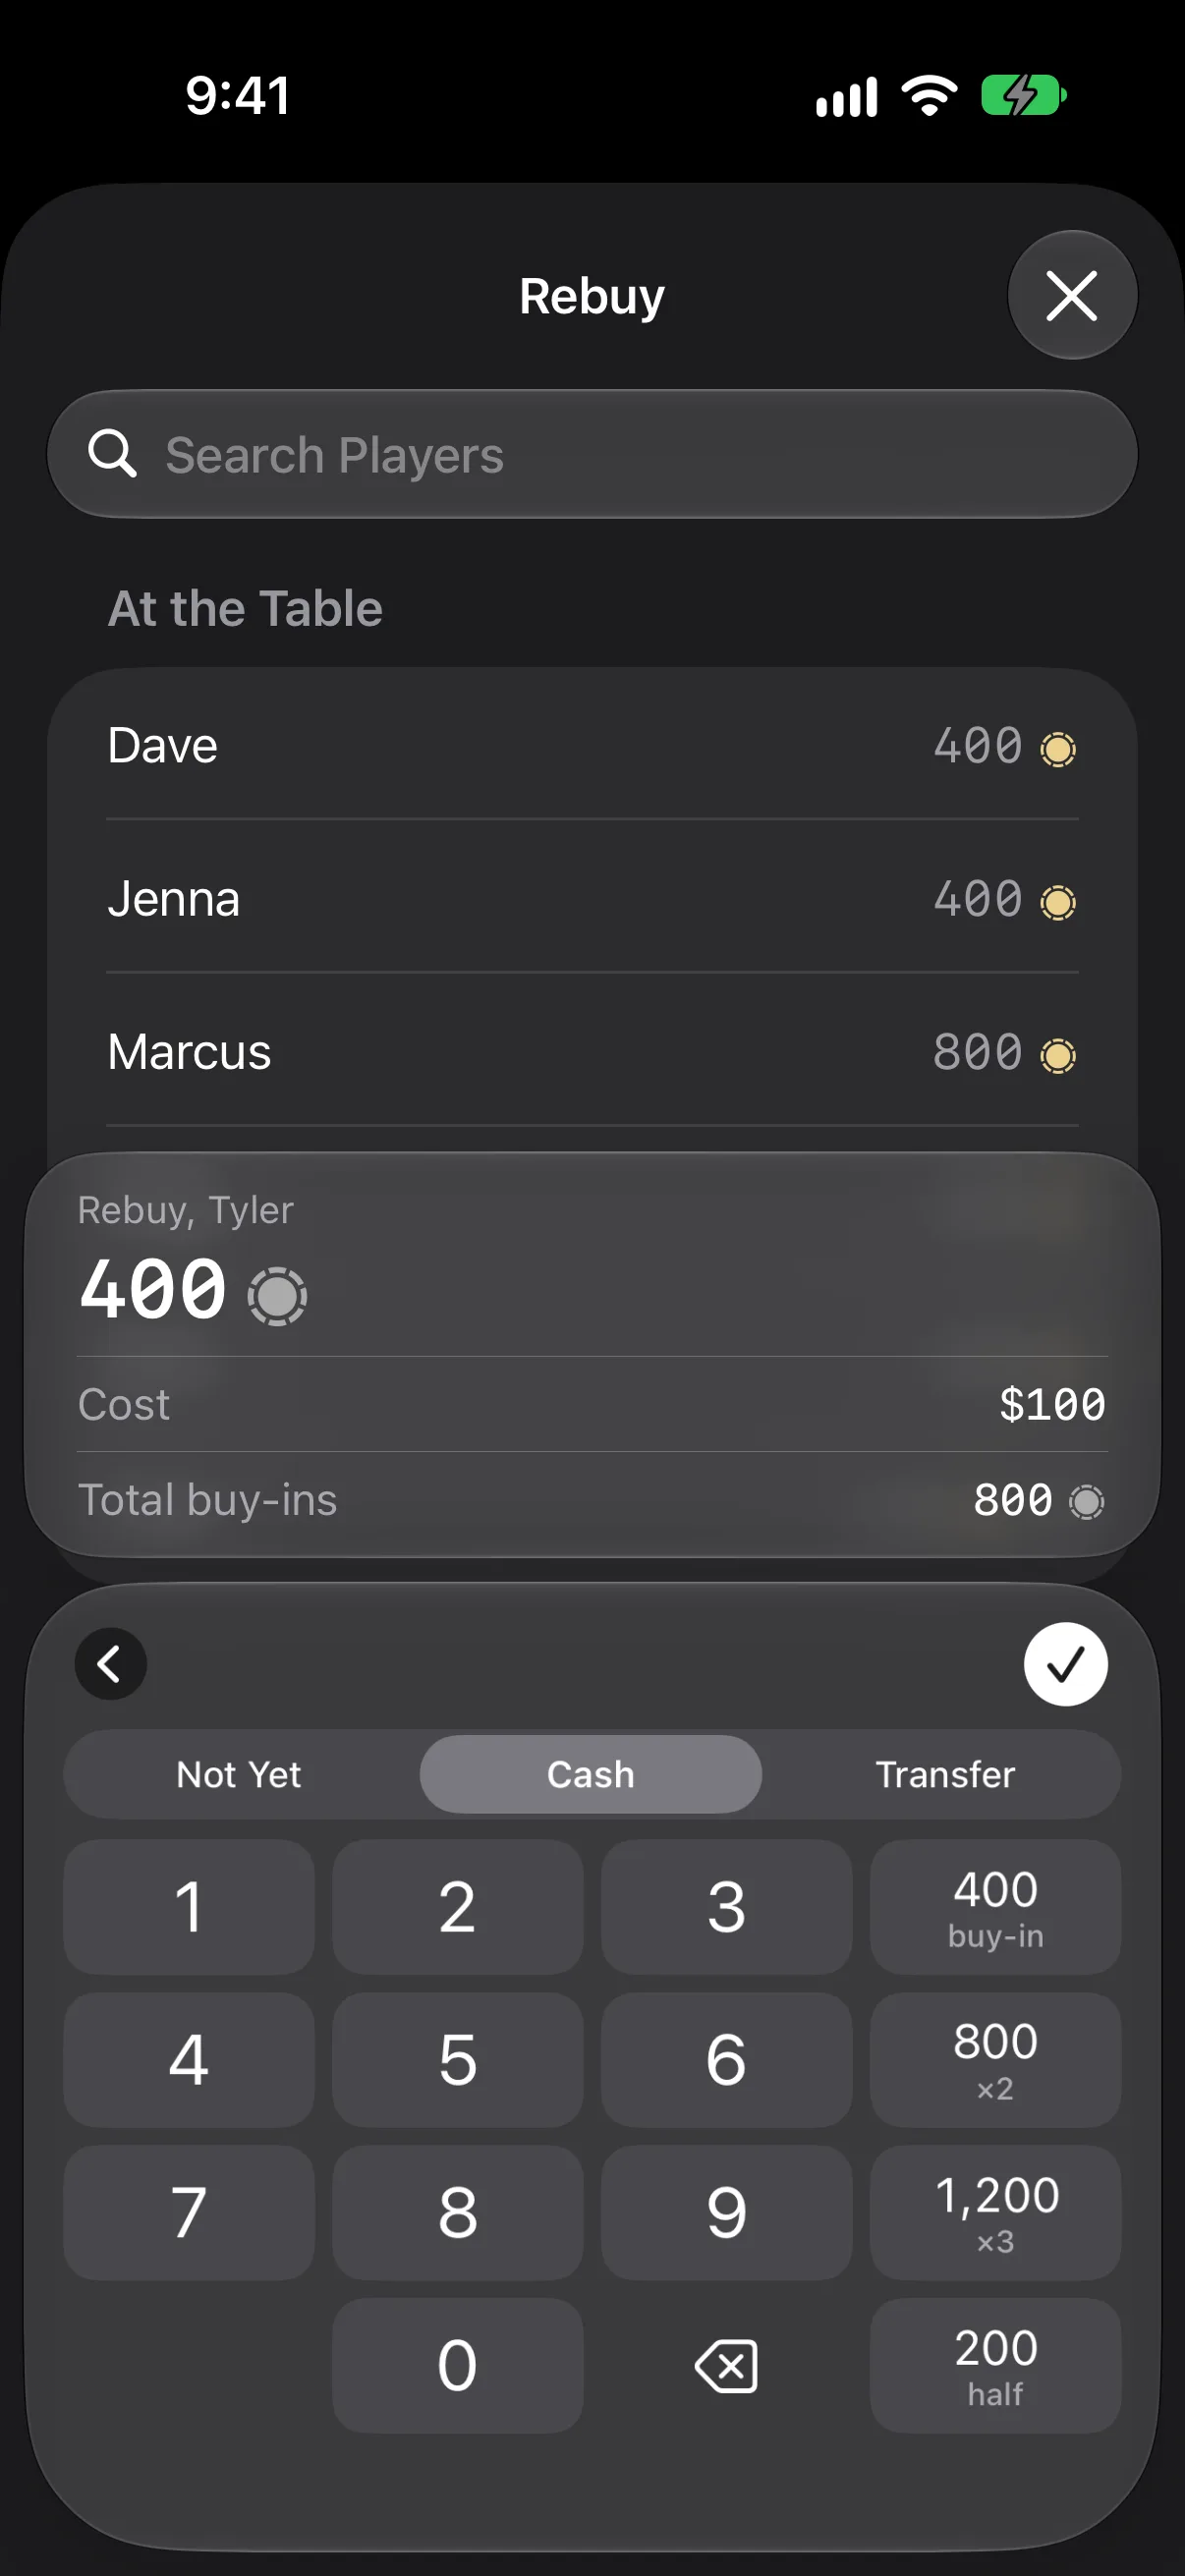 9:41
Rebuy
Search Players
At the Table
Dave 400
Jenna 400
Marcus 800
Rebuy, Tyler
400
Cost $100
Total buy-ins 800
Not Yet Cash Transfer
1 2 3 400
buy-in
4 5 6 800
×2
7 8 9 1,200
×3
0 200
half